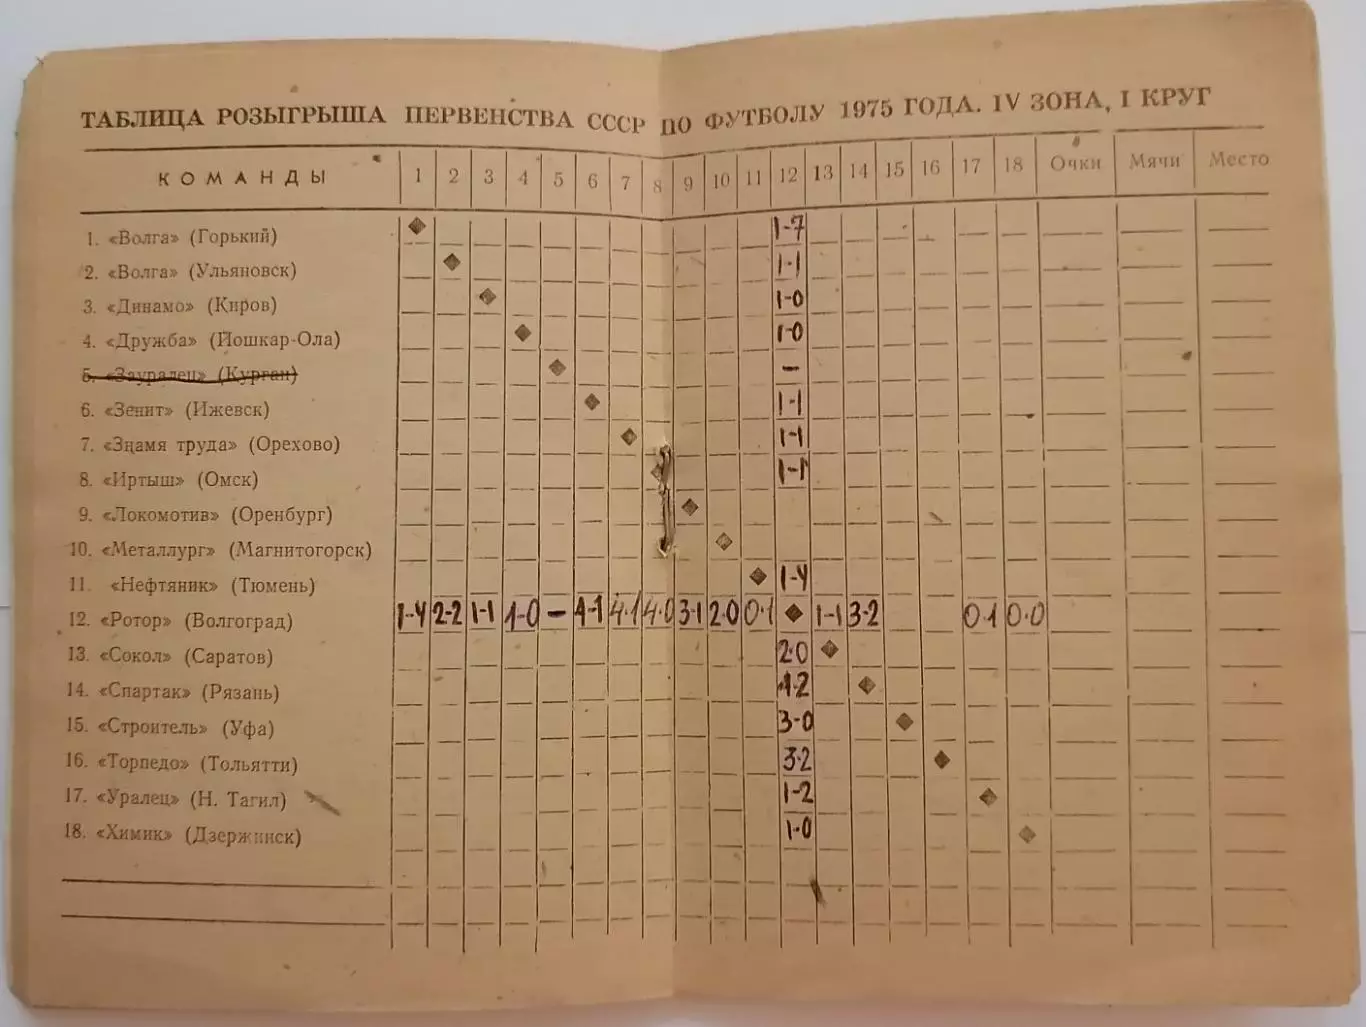 ТАБЛИЦА РОЗЫГРЫША ПЕРВЕНСТВА СССР ПО ФУТБОЛУ 1975 ГОДА. IV ЗОНА, I КРУГ
КОМАНДЫ 1 2 3 4 5 6 7 8 9 10 11 12 13 14 15 16 17 18 Очки Мячи Место
1. «Волга» (Горький) 1-7
2. «Волга» (Ульяновск) 1-1
3. «Динамо» (Киров) 1-0
4. «Дружба» (Йошкар-Ола) 1-0
5. «Зауралец» (Курган) -
6. «Зенит» (Ижевск) 1-1
7. «Знамя труда» (Орехово) 1-1
8. «Иртыш» (Омск) 1-1
9. «Локомотив» (Оренбург)
10. «Металлург» (Магнитогорск)
11. «Нефтяник» (Тюмень) 1-4
12. «Ротор» (Волгоград) 1-4 2-2 1-1 1-0 - 4-1 4.1 4.0 3.1 2.0 0.1 1-1 3-2 0.1 0.0
13. «Сокол» (Саратов) 2.0
14. «Спартак» (Рязань) 1.2
15. «Строитель» (Уфа) 3-0
16. «Торпедо» (Тольятти) 3.2
17. «Уралец» (Н. Тагил) 1-2
18. «Химик» (Дзержинск) 1.0